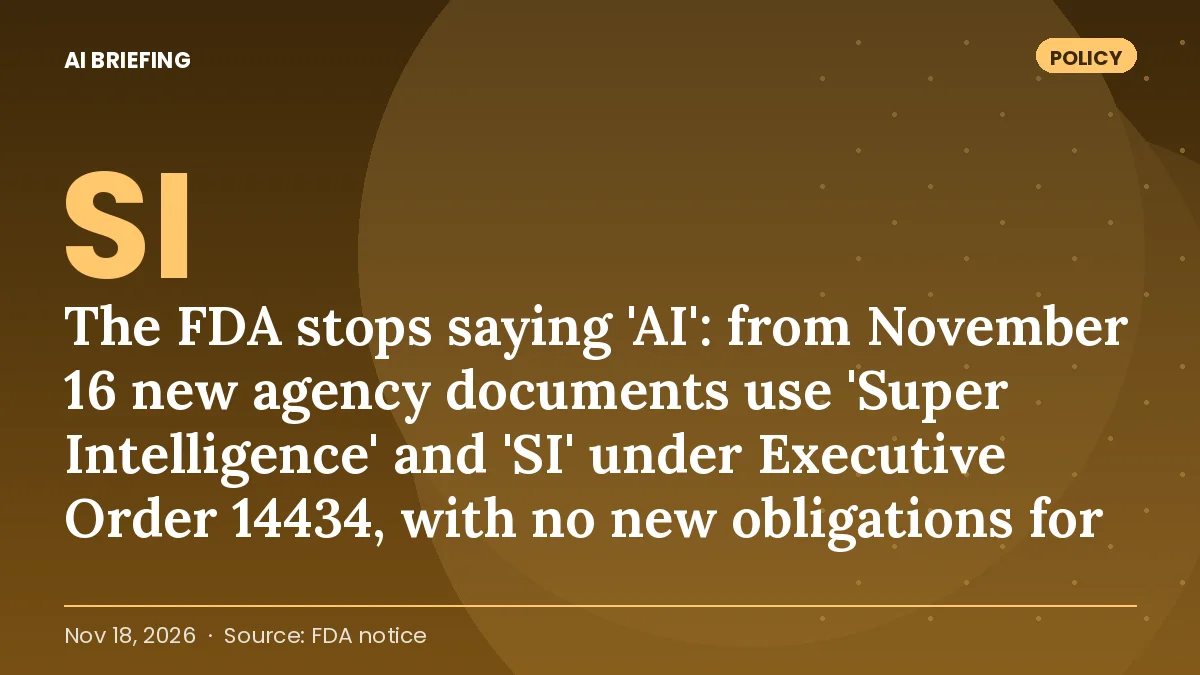 AI BRIEFING
POLICY
SI
The FDA stops saying 'AI': from November
16 new agency documents use 'Super
Intelligence' and 'SI' under Executive
Order 14434, with no new obligations for
Nov 18, 2026 · Source: FDA notice